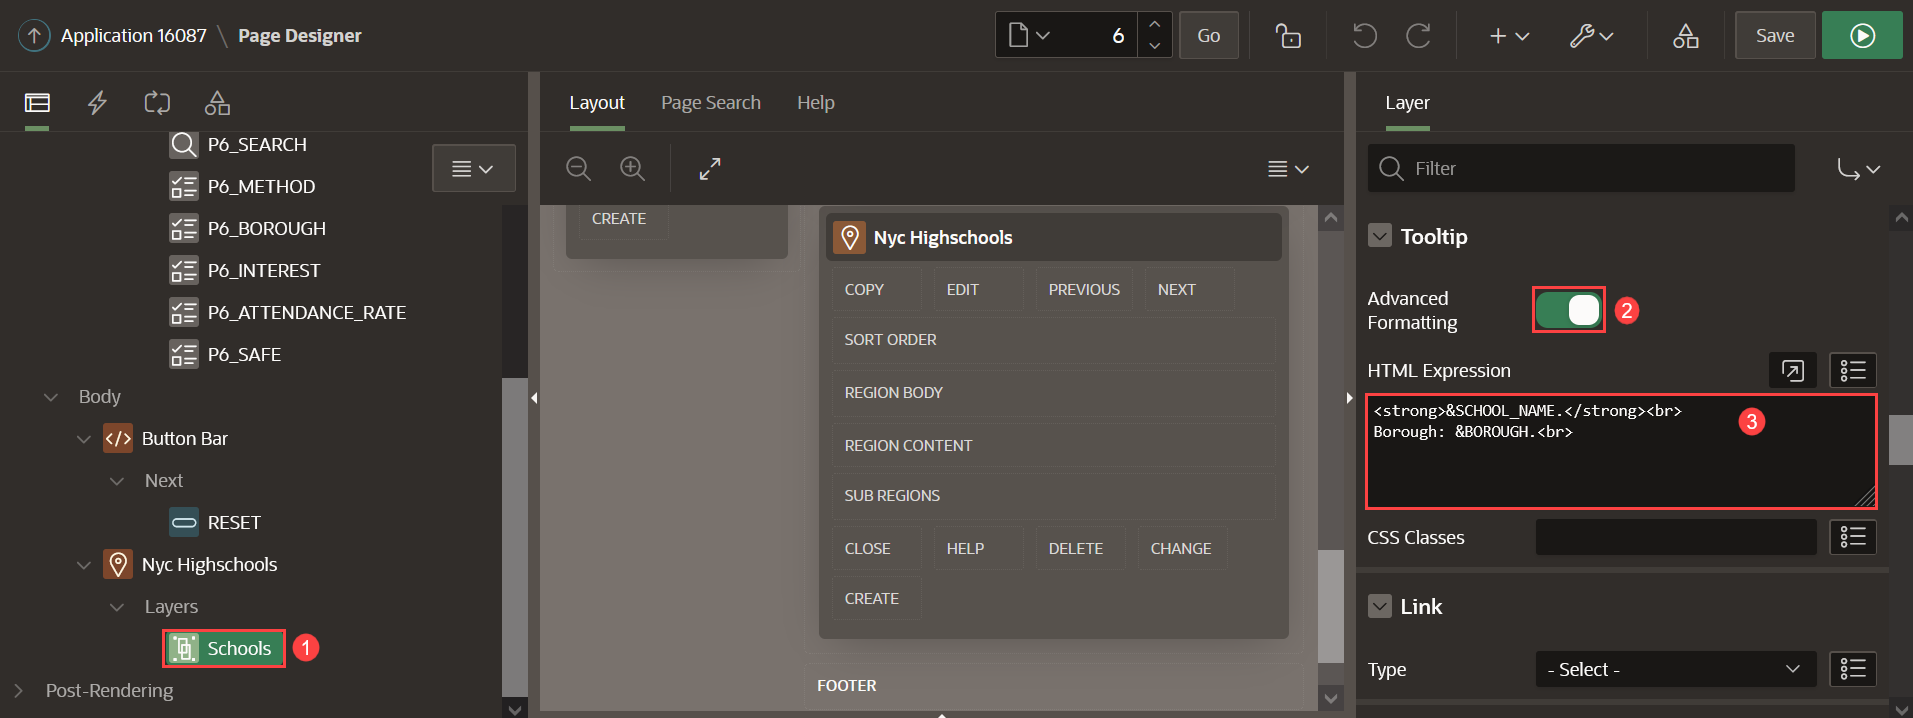 Application 16087 \ Page Designer
6
Go
Save
Layout
Page Search
Help
Layer
P6_SEARCH
P6_METHOD
P6_BOROUGH
P6_INTEREST
P6_ATTENDANCE_RATE
P6_SAFE
Body
Button Bar
Next
RESET
Nyc Highschools
Layers
Schools
1
Post-Rendering
CREATE
Nyc Highschools
COPY
EDIT
PREVIOUS
NEXT
SORT ORDER
REGION BODY
REGION CONTENT
SUB REGIONS
CLOSE
HELP
DELETE
CHANGE
CREATE
FOOTER
Filter
Tooltip
Advanced
Formatting
2
HTML Expression
<strong>&SCHOOL_NAME.</strong><br>
Borough: &BOROUGH.<br>
3
CSS Classes
Link
Type
- Select -